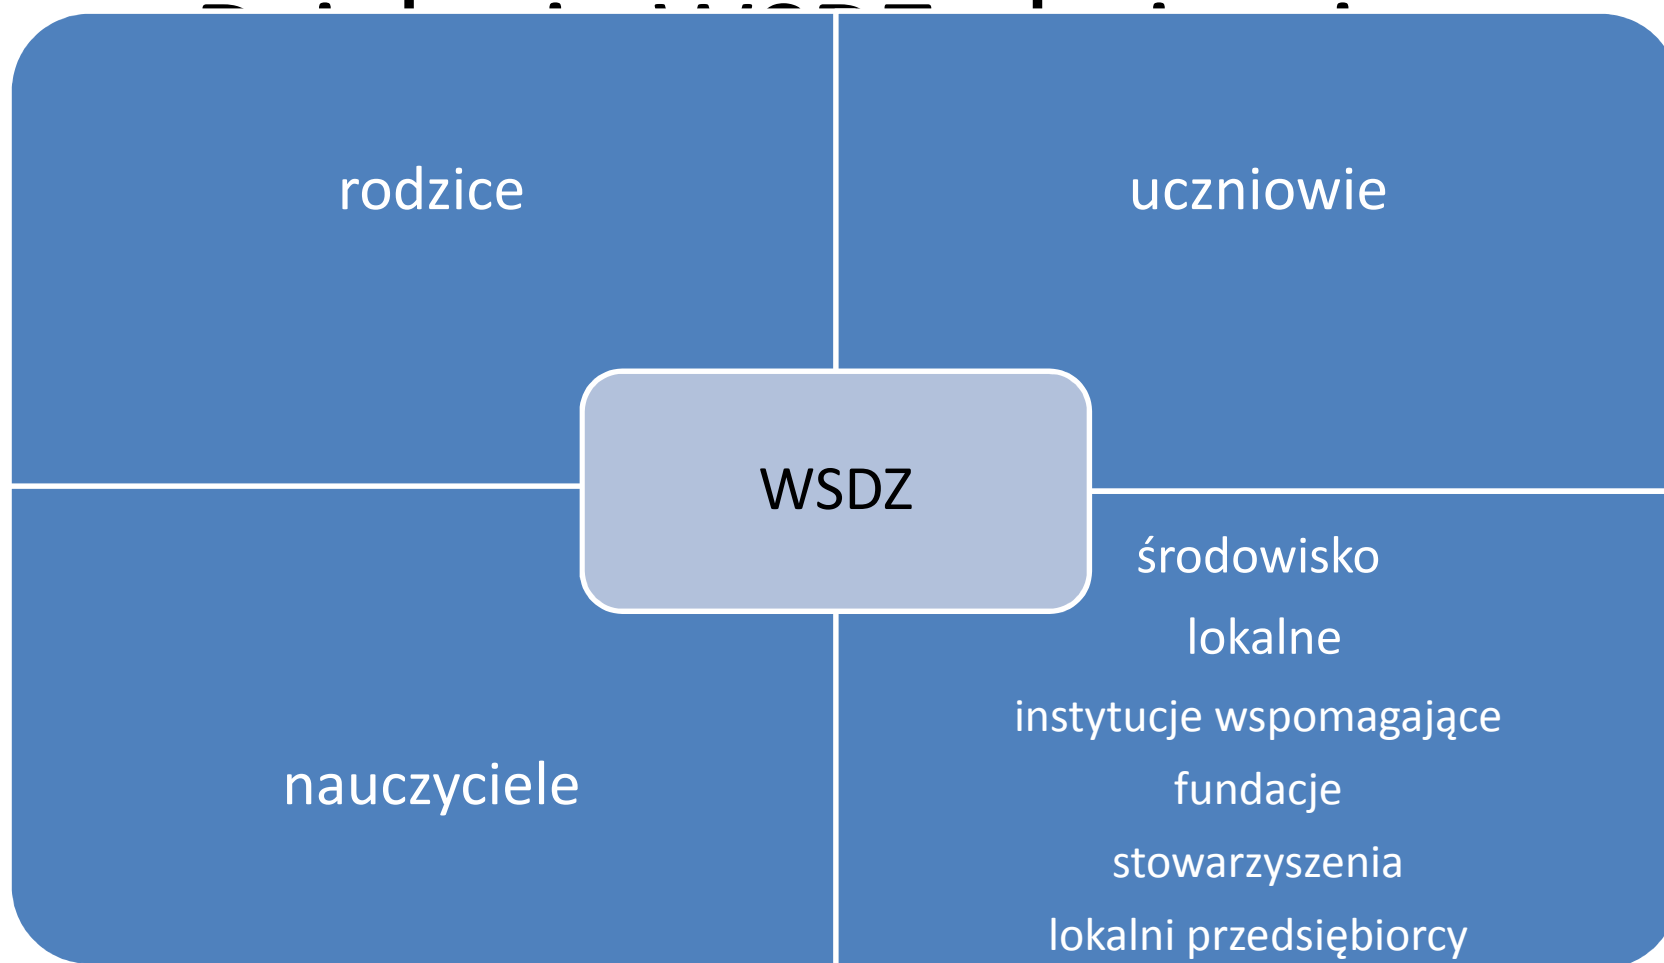 rodzice
uczniowie
WSDZ
nauczyciele
środowisko
lokalne
instytucje wspomagające
fundacje
stowarzyszenia
lokalni przedsiębiorcy